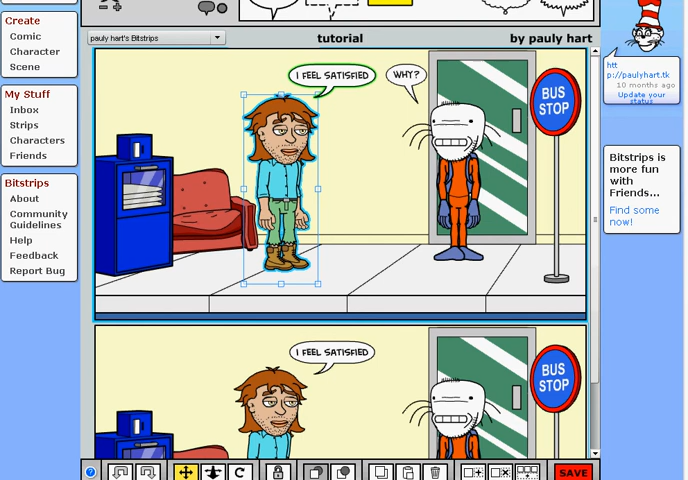 Create
Comic
Character
Scene
My Stuff
Inbox
Strips
Characters
Friends
Bitstrips
About
Community
Guidelines
Help
Feedback
Report Bug
pauly hart's Bitstrips
tutorial
by pauly hart
I FEEL SATISFIED
WHY?
BUS
STOP
I FEEL SATISFIED
BUS
STOP
?
C
SAVE
htt
p://paulyhart.tk
10 months ago
Update your
status
Bitstrips is
more fun
with
Friends...
Find some
now!